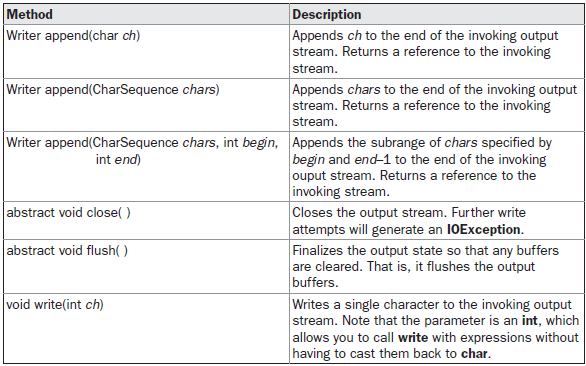 Method Description
Writer append(char ch) Appends ch to the end of the invoking output
stream. Returns a reference to the invoking
stream.
Writer append(CharSequence chars) Appends chars to the end of the invoking output
stream. Returns a reference to the invoking
stream.
Writer append(CharSequence chars, int begin, Appends the subrange of chars specified by
int end) begin and end–1 to the end of the invoking
ouput stream. Returns a reference to the
invoking stream.
abstract void close( ) Closes the output stream. Further write
attempts will generate an IOException.
abstract void flush( ) Finalizes the output state so that any buffers
are cleared. That is, it flushes the output
buffers.
void write(int ch) Writes a single character to the invoking output
stream. Note that the parameter is an int, which
allows you to call write with expressions without
having to cast them back to char.